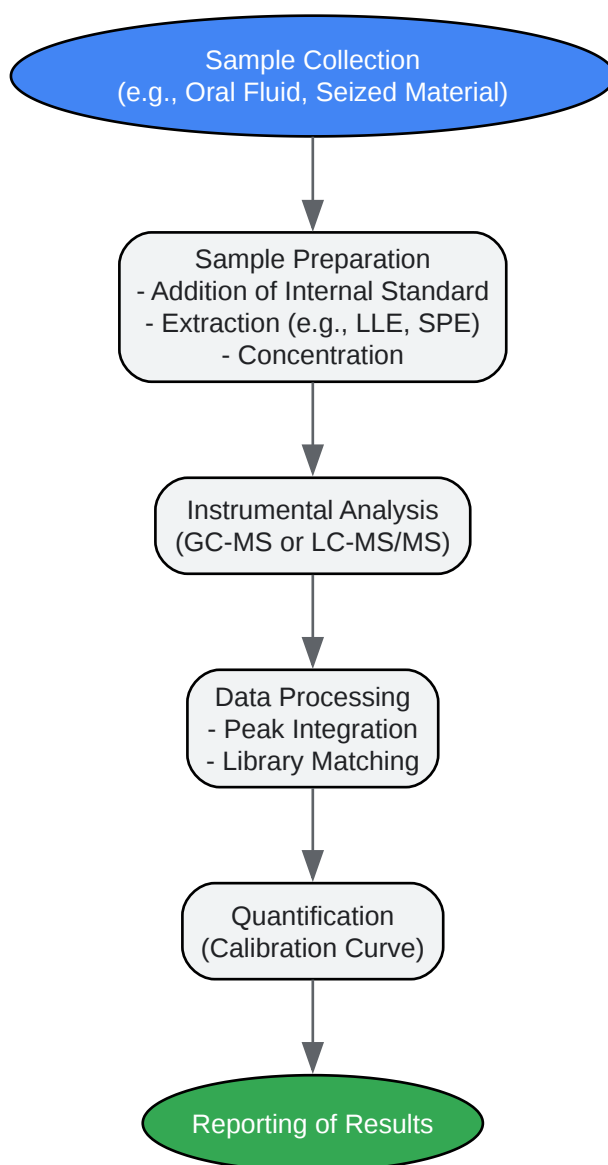 Sample Collection
(e.g., Oral Fluid, Seized Material)
Sample Preparation
- Addition of Internal Standard
- Extraction (e.g., LLE, SPE)
- Concentration
Instrumental Analysis
(GC-MS or LC-MS/MS)
Data Processing
- Peak Integration
- Library Matching
Quantification
(Calibration Curve)
Reporting of Results